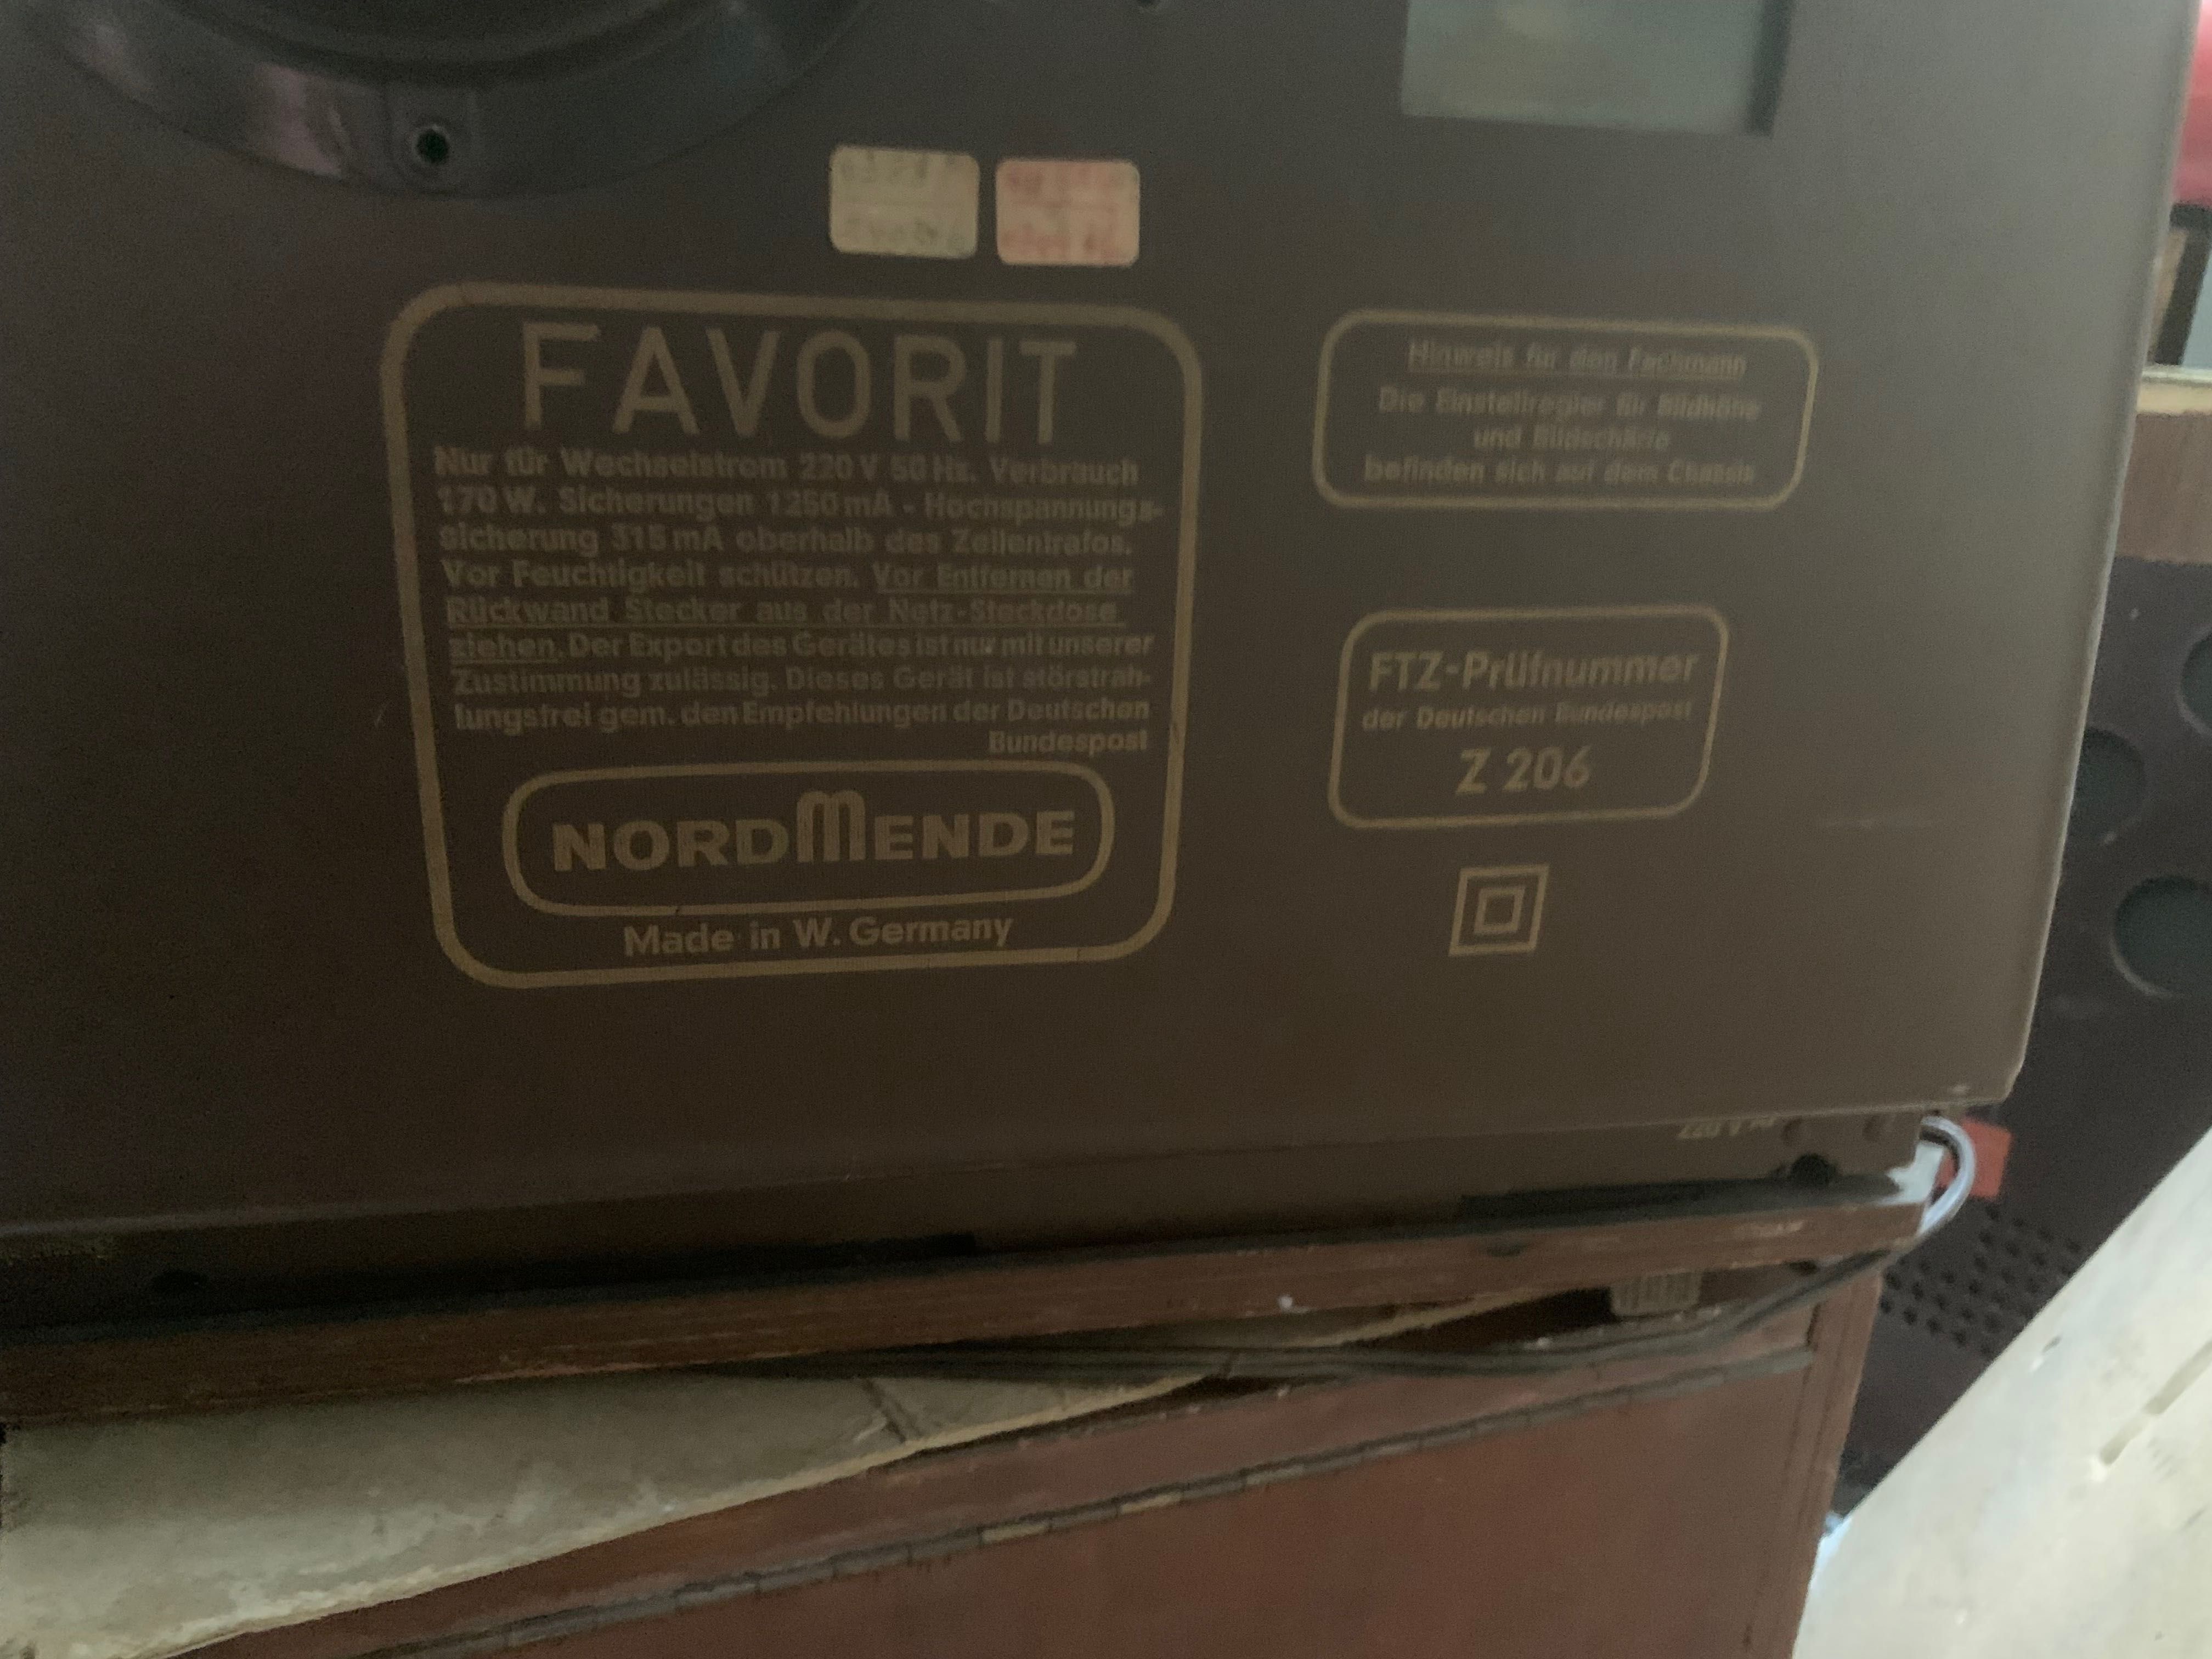 FAVORIT
Nur für Wechselstrom 220 V 50 Hz. Verbrauch
170 W. Sicherungen 1250 mA - Hochspannungs-
sicherung 315 mA oberhalb des Zeilentrafos.
Vor Feuchtigkeit schützen. Vor Entfernen der
Rückwand Stecker aus der Netz-Steckdose
ziehen. Der Export des Gerätes ist nur mit unserer
Zustimmung zulässig. Dieses Gerät ist störstrah-
lungsfrei gem. den Empfehlungen der Deutschen
Bundespost
NORDMENDE
Made in W. Germany
Hinweis für den Fachmann
Die Einstellregler für Bildhöhe
und Bildschärfe
befinden sich auf dem Chassis
FTZ-Prüfnummer
der Deutschen Bundespost
Z 206
220 V